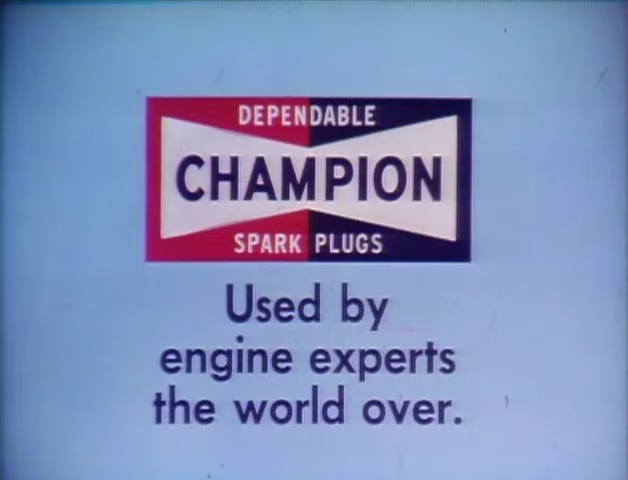 DEPENDABLE
CHAMPION
SPARK PLUGS
Used by
engine experts
the world over.